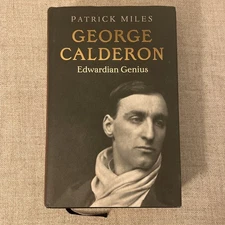 PATRICK MILES
GEORGE
CALDERON
Edwardian Genius